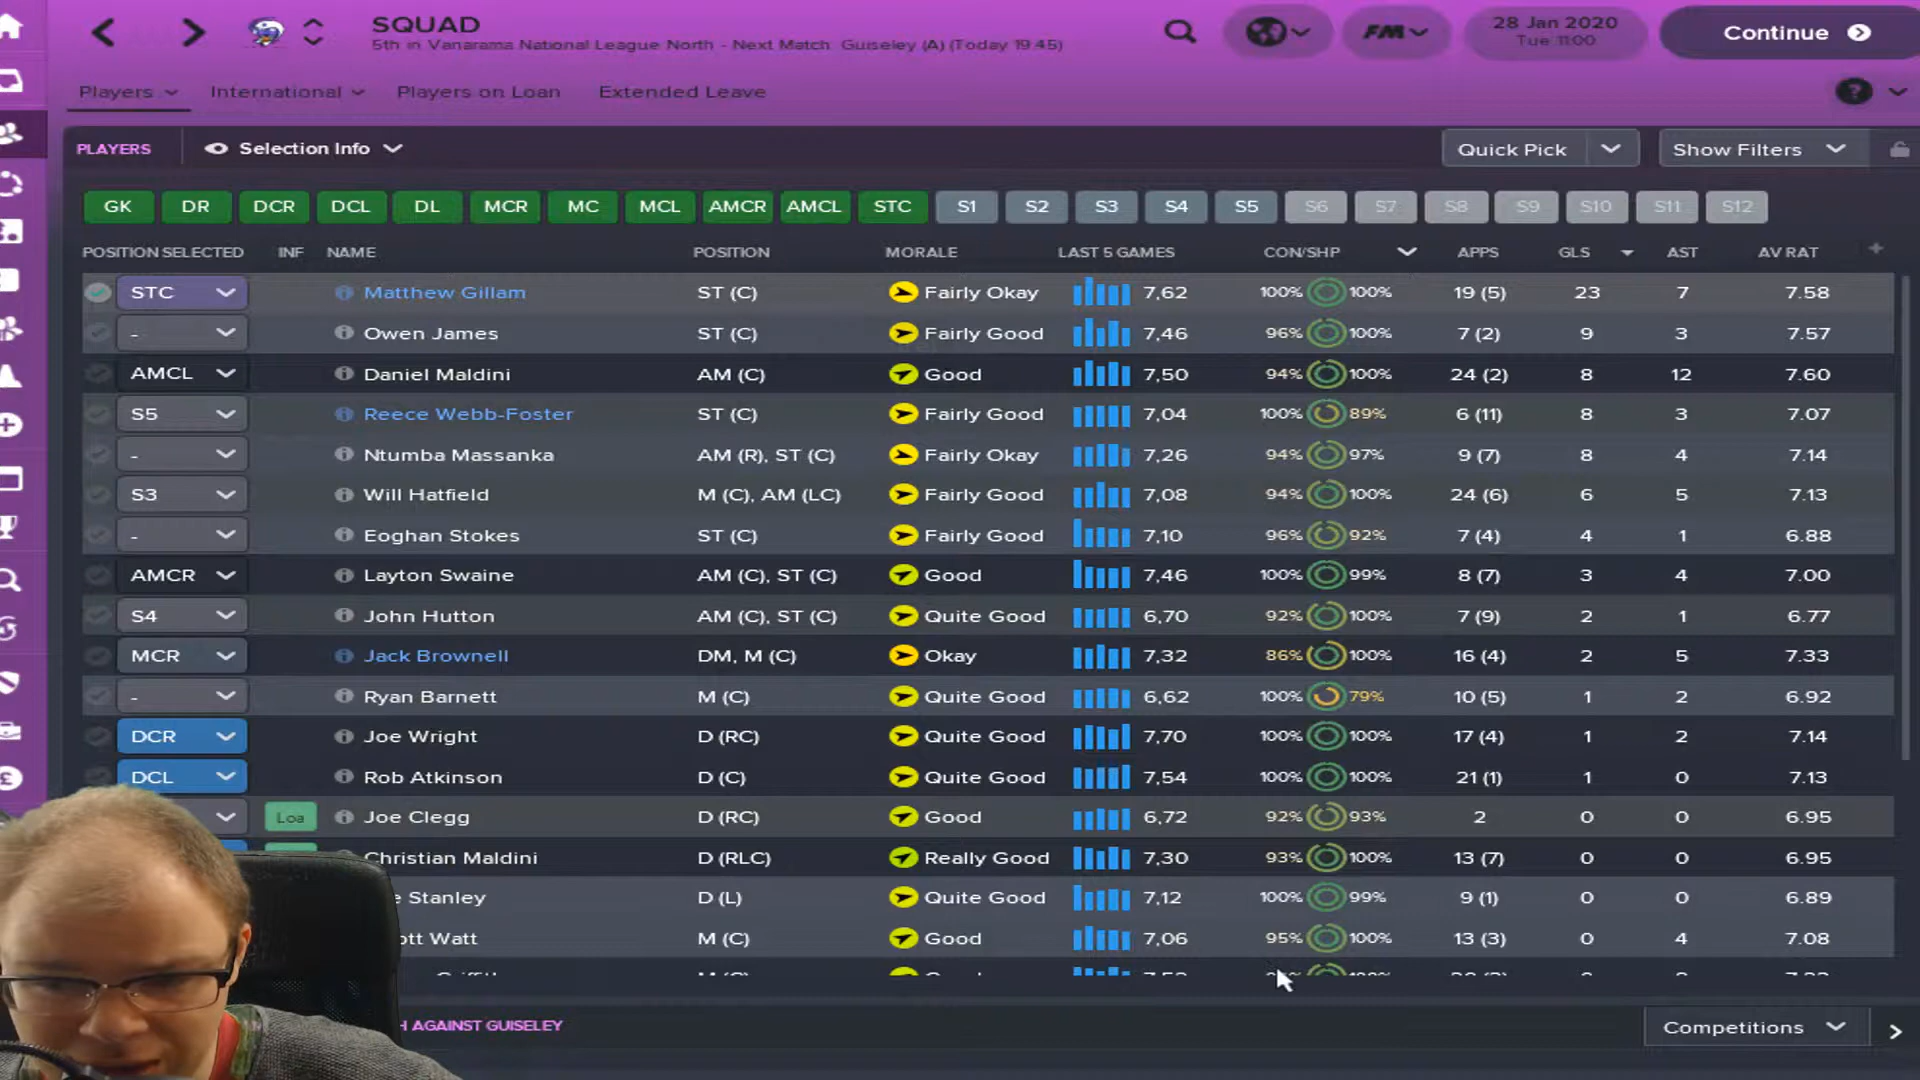 SQUAD
5th in Vanarama National League North - Next Match Guiseley (A) (Today 19:45)
FM
28 Jan 2020
Tue 11:00
Continue
Players International Players on Loan Extended Leave
?
PLAYERS Selection Info Quick Pick Show Filters
GK DR DCR DCL DL MCR MC MCL AMCR AMCL STC S1 S2 S3 S4 S5 S6 S7 S8 S9 S10 S11 S12
POSITION SELECTED INF NAME POSITION MORALE LAST 5 GAMES CON/SHP APPS GLS AST AV RAT +
STC Matthew Gillam ST (C) Fairly Okay 7,62 100% 100% 19 (5) 23 7 7.58
- Owen James ST (C) Fairly Good 7,46 96% 100% 7 (2) 9 3 7.57
AMCL Daniel Maldini AM (C) Good 7,50 94% 100% 24 (2) 8 12 7.60
S5 Reece Webb-Foster ST (C) Fairly Good 7,04 100% 89% 6 (11) 8 3 7.07
- Ntumba Massanka AM (R), ST (C) Fairly Okay 7,26 94% 97% 9 (7) 8 4 7.14
S3 Will Hatfield M (C), AM (LC) Fairly Good 7,08 94% 100% 24 (6) 6 5 7.13
- Eoghan Stokes ST (C) Fairly Good 7,10 96% 92% 7 (4) 4 1 6.88
AMCR Layton Swaine AM (C), ST (C) Good 7,46 100% 99% 8 (7) 3 4 7.00
S4 John Hutton AM (C), ST (C) Quite Good 6,70 92% 100% 7 (9) 2 1 6.77
MCR Jack Brownell DM, M (C) Okay 7,32 86% 100% 16 (4) 2 5 7.33
- Ryan Barnett M (C) Quite Good 6,62 100% 79% 10 (5) 1 2 6.92
DCR Joe Wright D (RC) Quite Good 7,70 100% 100% 17 (4) 1 2 7.14
DCL Rob Atkinson D (C) Quite Good 7,54 100% 100% 21 (1) 1 0 7.13
Loa Joe Clegg D (RC) Good 6,72 92% 93% 2 0 0 6.95
Christian Maldini D (RLC) Really Good 7,30 93% 100% 13 (7) 0 0 6.95
Stanley D (L) Quite Good 7,12 100% 99% 9 (1) 0 0 6.89
Watt M (C) Good 7,06 95% 100% 13 (3) 0 4 7.08
AGAINST GUISELEY
Competitions